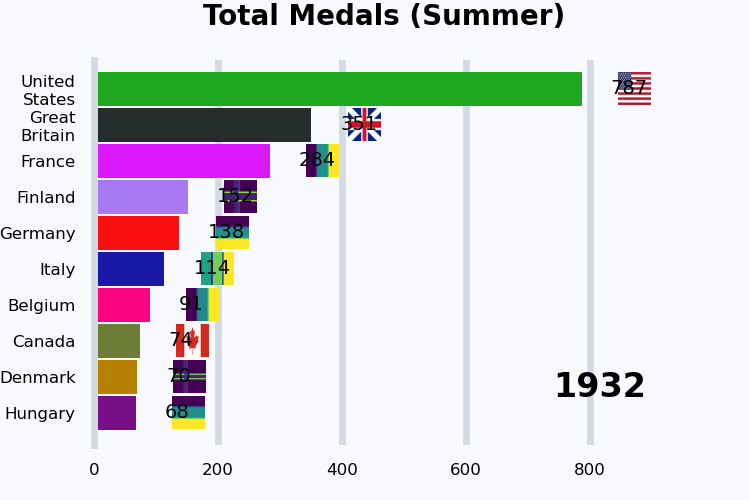 Total Medals (Summer)
United
States
787
Great
Britain
351
France
284
Finland
152
Germany
138
Italy
114
Belgium
91
Canada
74
Denmark
70
Hungary
68
1932
0 200 400 600 800